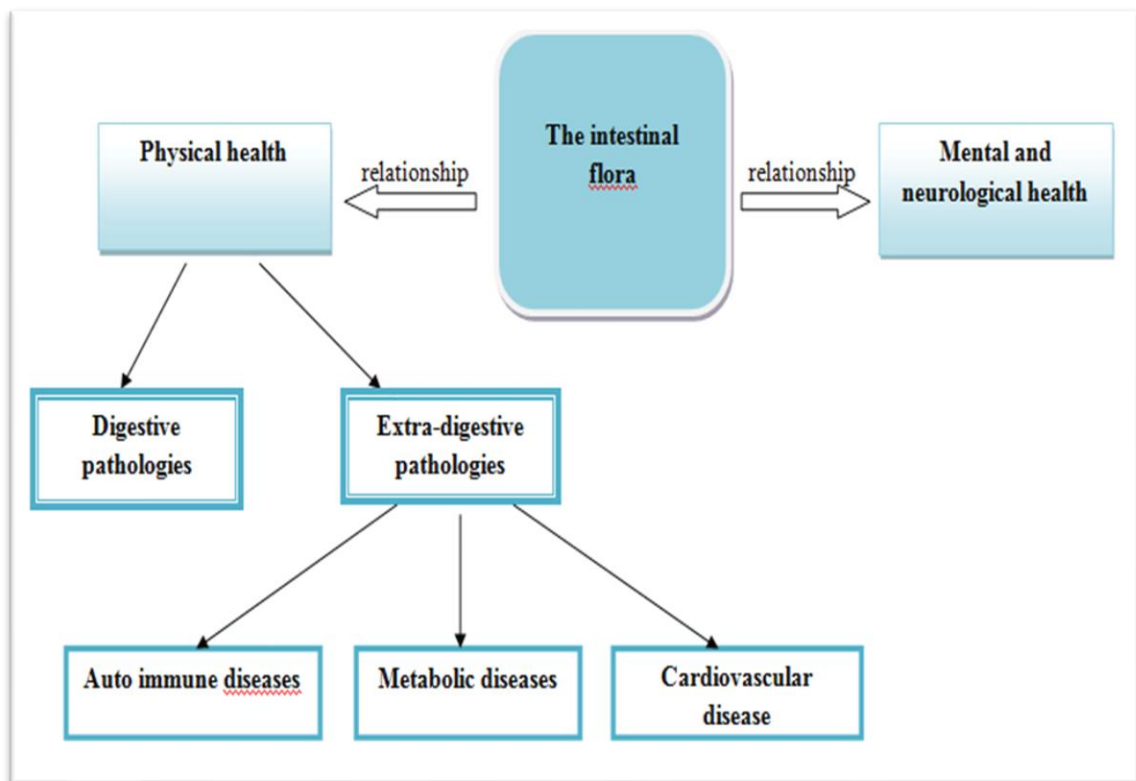 The intestinal
flora
Physical health
relationship
relationship
Mental and
neurological health
Digestive
pathologies
Extra-digestive
pathologies
Auto immune diseases
Metabolic diseases
Cardiovascular
disease